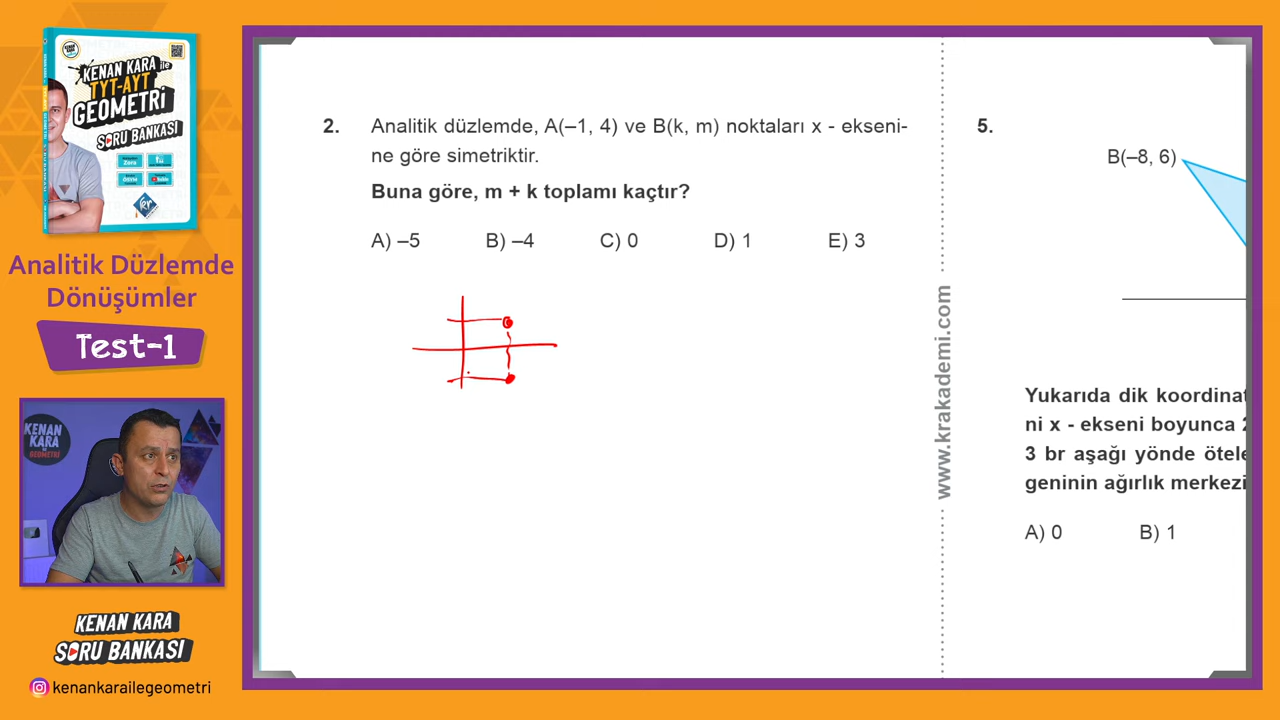 KENAN KARA ile
TYT-AYT
GEOMETRİ
SORU BANKASI
Analitik Düzlemde
Dönüşümler
Test-1
KENAN
KARA
GEOMETRİ
KENAN KARA
SORU BANKASI
kenankarailegeometri
2. Analitik düzlemde, A(–1, 4) ve B(k, m) noktaları x - ekseni-
ne göre simetriktir.
Buna göre, m + k toplamı kaçtır?
A) –5 B) –4 C) 0 D) 1 E) 3
www.krakademi.com
5.
B(–8, 6)
Yukarıda dik koordinat
ni x - ekseni boyunca 2
3 br aşağı yönde ötele
geninin ağırlık merkezi
A) 0 B) 1